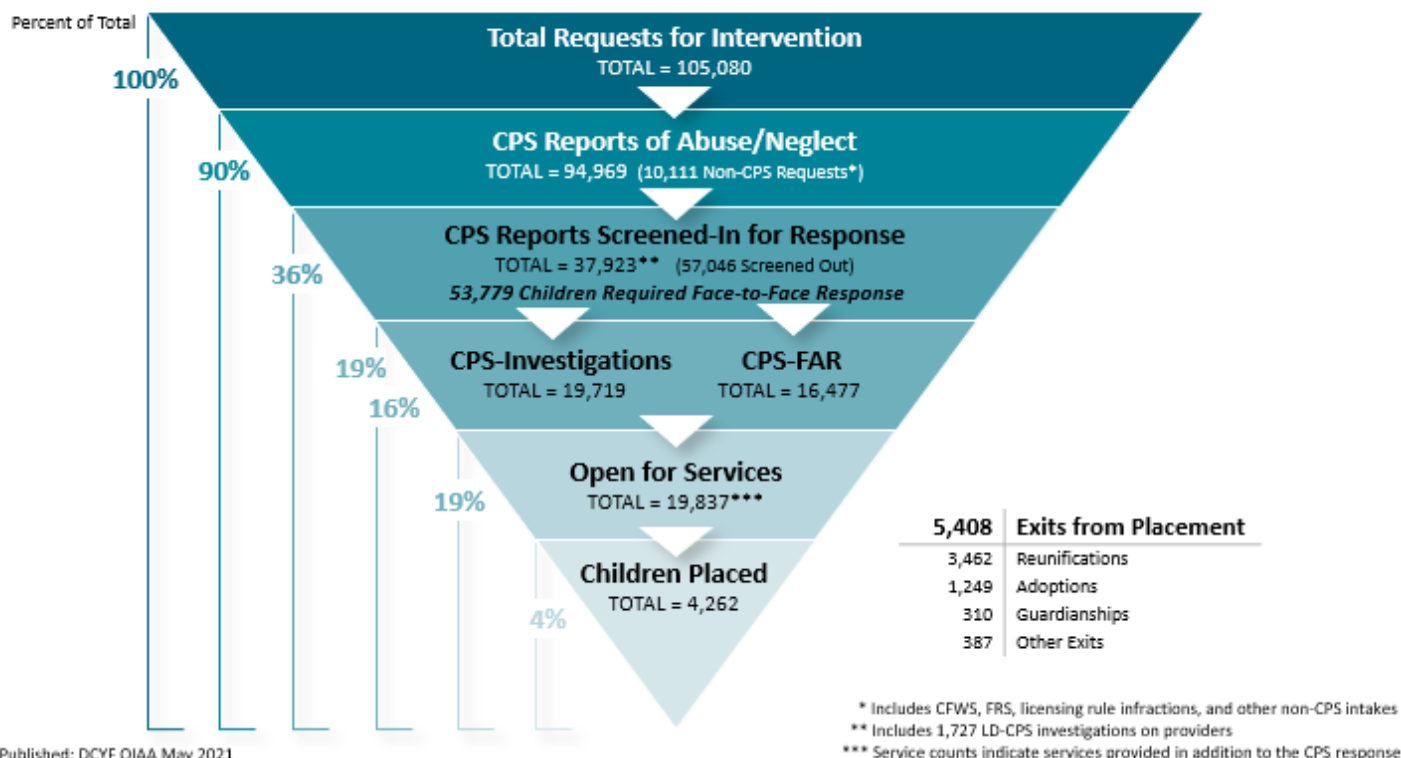 Percent of Total
Total Requests for Intervention
TOTAL = 105,080
100%
CPS Reports of Abuse/Neglect
TOTAL = 94,969 (10,111 Non-CPS Requests*)
90%
CPS Reports Screened-In for Response
TOTAL = 37,923** (57,046 Screened Out)
53,779 Children Required Face-to-Face Response
36%
CPS-Investigations
TOTAL = 19,719
CPS-FAR
TOTAL = 16,477
19%
16%
Open for Services
TOTAL = 19,837***
19%
Children Placed
TOTAL = 4,262
4%
5,408 Exits from Placement
3,462 Reunifications
1,249 Adoptions
310 Guardianships
387 Other Exits
* Includes CFWS, FRS, licensing rule infractions, and other non-CPS intakes
** Includes 1,727 LD-CPS investigations on providers
*** Service counts indicate services provided in addition to the CPS response
Published: DCYF OIAA May 2021